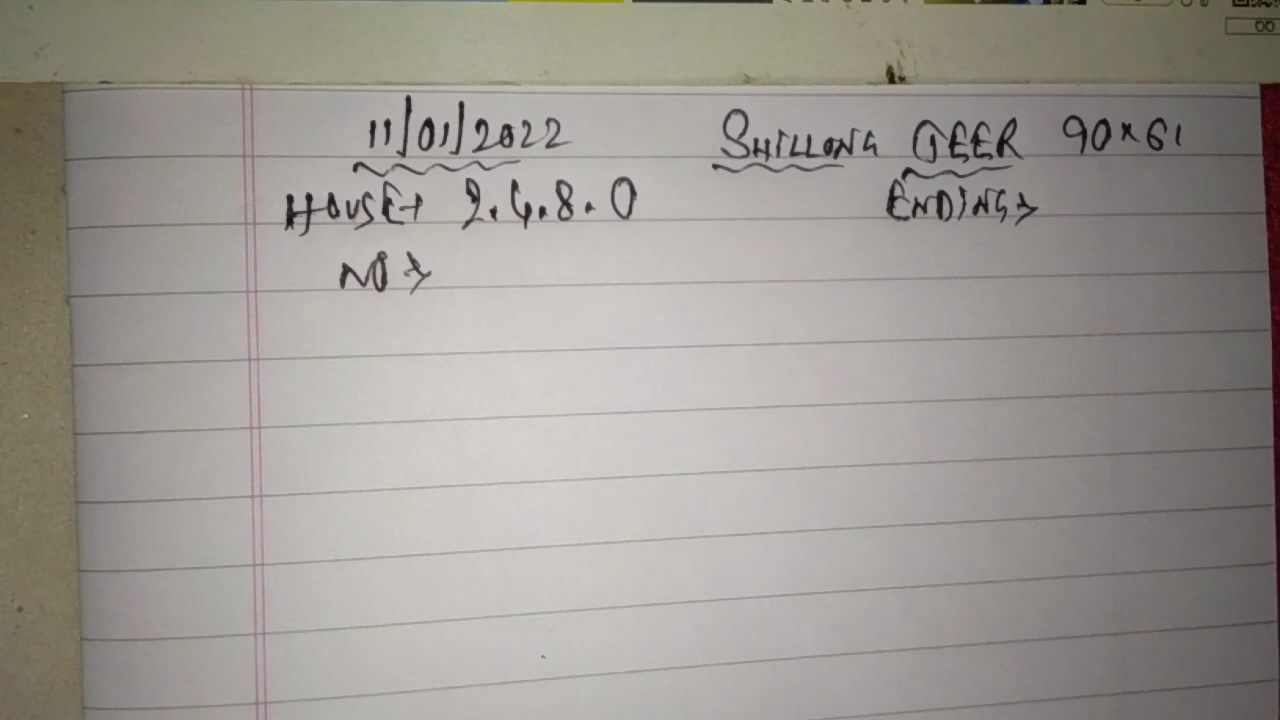 11/01/2022 SHILLONG TEER 90×61
HOUSE→ 2.4.8.0 ENDING→
NO→